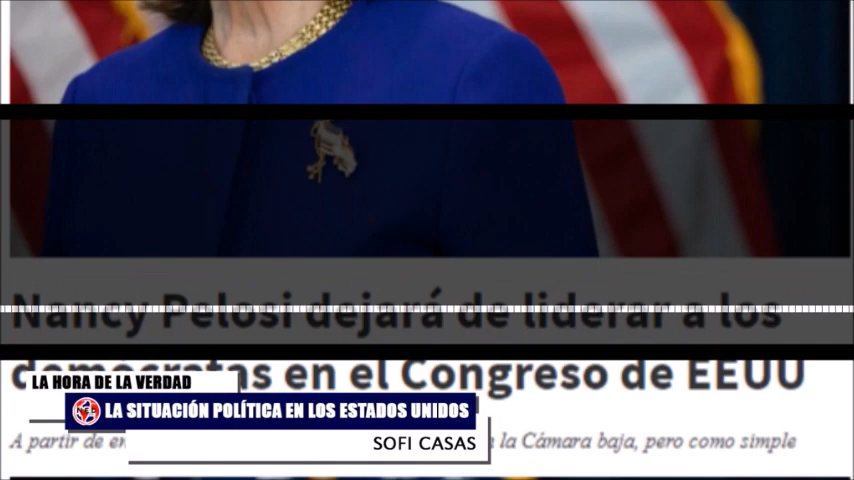 Nancy Pelosi dejará de liderar a los
demócratas en el Congreso de EEUU
LA HORA DE LA VERDAD
LA SITUACIÓN POLÍTICA EN LOS ESTADOS UNIDOS
SOFI CASAS
A partir de en la Cámara baja, pero como simple